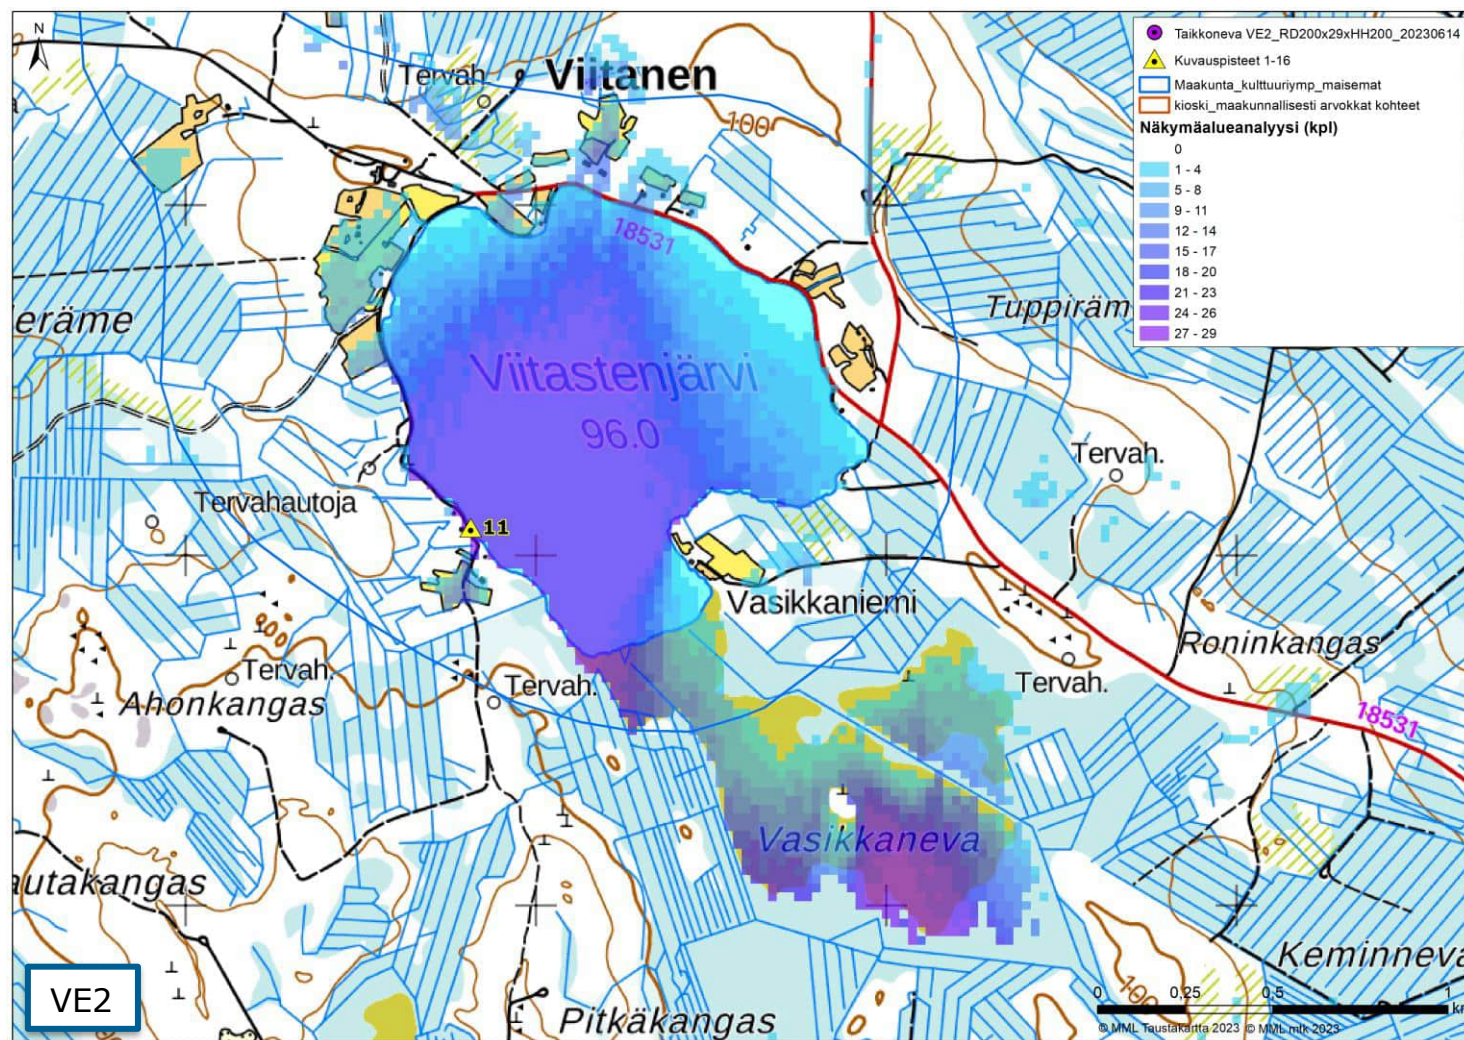 N
Taikkoneva VE2_RD200x29xHH200_20230614
Kuvauspisteet 1-16
Maakunta_kulttuuriymp_maisemat
kioski_maakunnallisesti arvokkat kohteet
Näkymäalueanalyysi (kpl)
0
1 - 4
5 - 8
9 - 11
12 - 14
15 - 17
18 - 20
21 - 23
24 - 26
27 - 29
Tervah.
Viitanen
100
18531
eräme
Tuppiräm
Viitastenjärvi
96.0
Tervah.
Tervahautoja
11
Vasikkaniemi
Roninkangas
Tervah.
Tervah.
Tervah.
Ahonkangas
18531
Vasikkaneva
autakangas
Keminneva
VE2
Pitkäkangas
100
0 0,25 0,5 1
© MML Taustakartta 2023 © MML mtk 2023